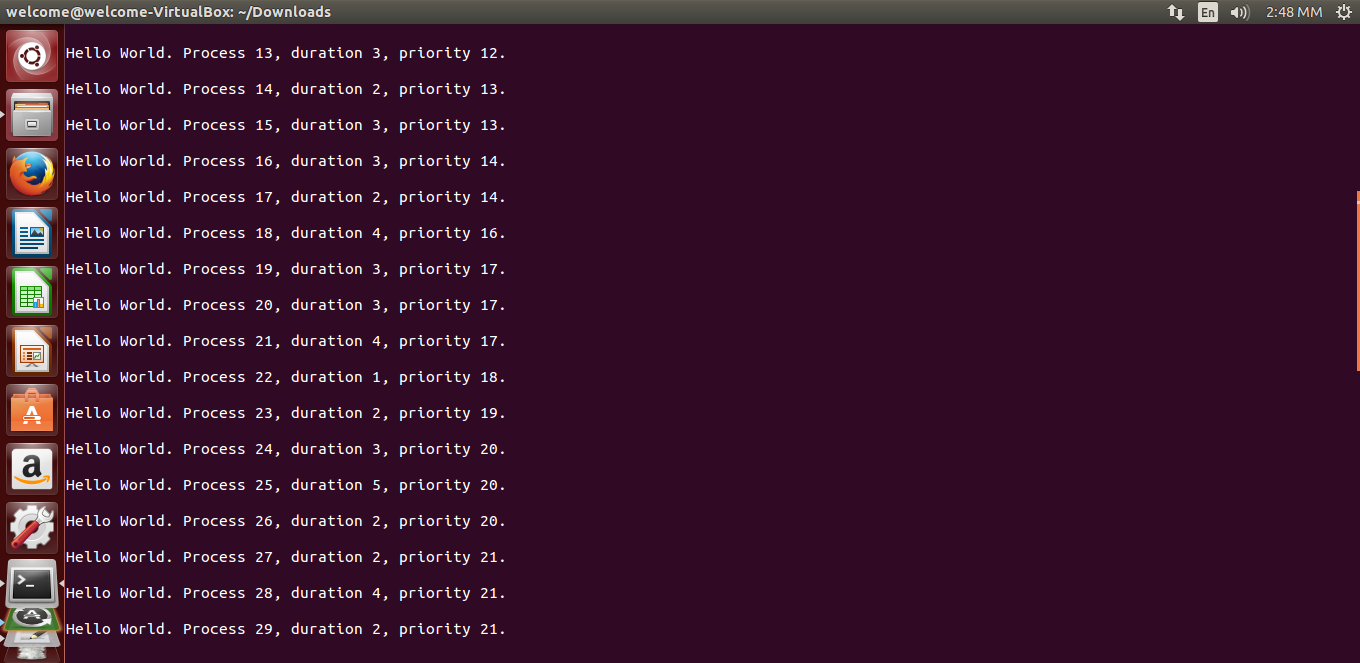 welcome@welcome-VirtualBox: ~/Downloads En 2:48 MM
Hello World. Process 13, duration 3, priority 12.
Hello World. Process 14, duration 2, priority 13.
Hello World. Process 15, duration 3, priority 13.
Hello World. Process 16, duration 3, priority 14.
Hello World. Process 17, duration 2, priority 14.
Hello World. Process 18, duration 4, priority 16.
Hello World. Process 19, duration 3, priority 17.
Hello World. Process 20, duration 3, priority 17.
Hello World. Process 21, duration 4, priority 17.
Hello World. Process 22, duration 1, priority 18.
Hello World. Process 23, duration 2, priority 19.
Hello World. Process 24, duration 3, priority 20.
Hello World. Process 25, duration 5, priority 20.
Hello World. Process 26, duration 2, priority 20.
Hello World. Process 27, duration 2, priority 21.
Hello World. Process 28, duration 4, priority 21.
Hello World. Process 29, duration 2, priority 21.